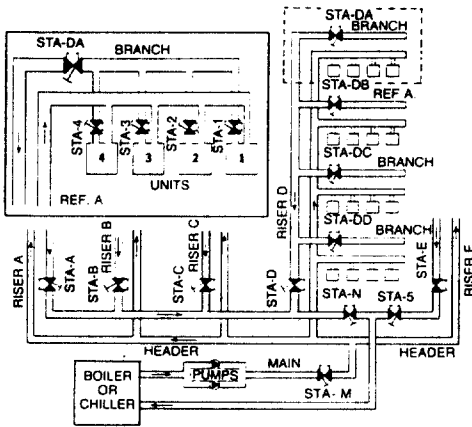 STA-DA
BRANCH
STA-4
STA-3
STA-2
STA-1
4
3
2
1
UNITS
REF. A
STA-DA
BRANCH
STA-DB
REF A.
STA-DC
BRANCH
STA-DD
BRANCH
RISER A
STA-A
STA-B
RISER B
STA-C
RISER C
RISER D
STA-D
STA-N
STA-5
STA-E
RISER E
HEADER
HEADER
BOILER
OR
CHILLER
PUMPS
MAIN
STA- M